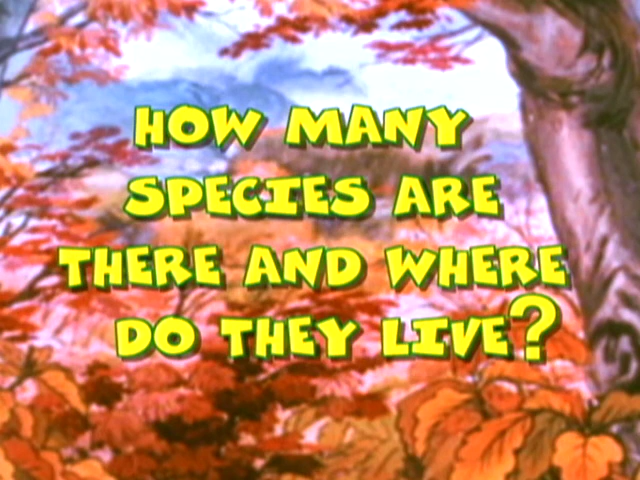 HOW MANY
SPECIES ARE
THERE AND WHERE
DO THEY LIVE?